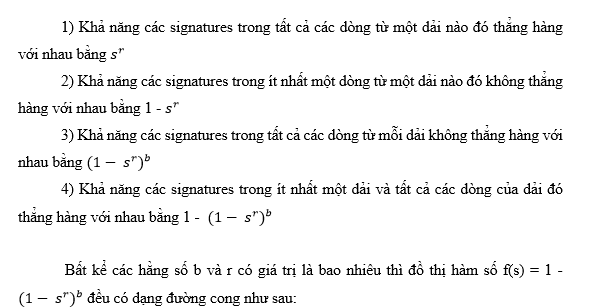 1) Khả năng các signatures trong tất cả các dòng từ một dải nào đó thẳng hàng
với nhau bằng sʳ
2) Khả năng các signatures trong ít nhất một dòng từ một dải nào đó không thẳng
hàng với nhau bằng 1 - sʳ
3) Khả năng các signatures trong tất cả các dòng từ mỗi dải không thẳng hàng với
nhau bằng (1 − sʳ)ᵇ
4) Khả năng các signatures trong ít nhất một dải và tất cả các dòng của dải đó
thẳng hàng với nhau bằng 1 - (1 − sʳ)ᵇ
Bất kể các hằng số b và r có giá trị là bao nhiêu thì đồ thị hàm số f(s) = 1 -
(1 − sʳ)ᵇ đều có dạng đường cong như sau: